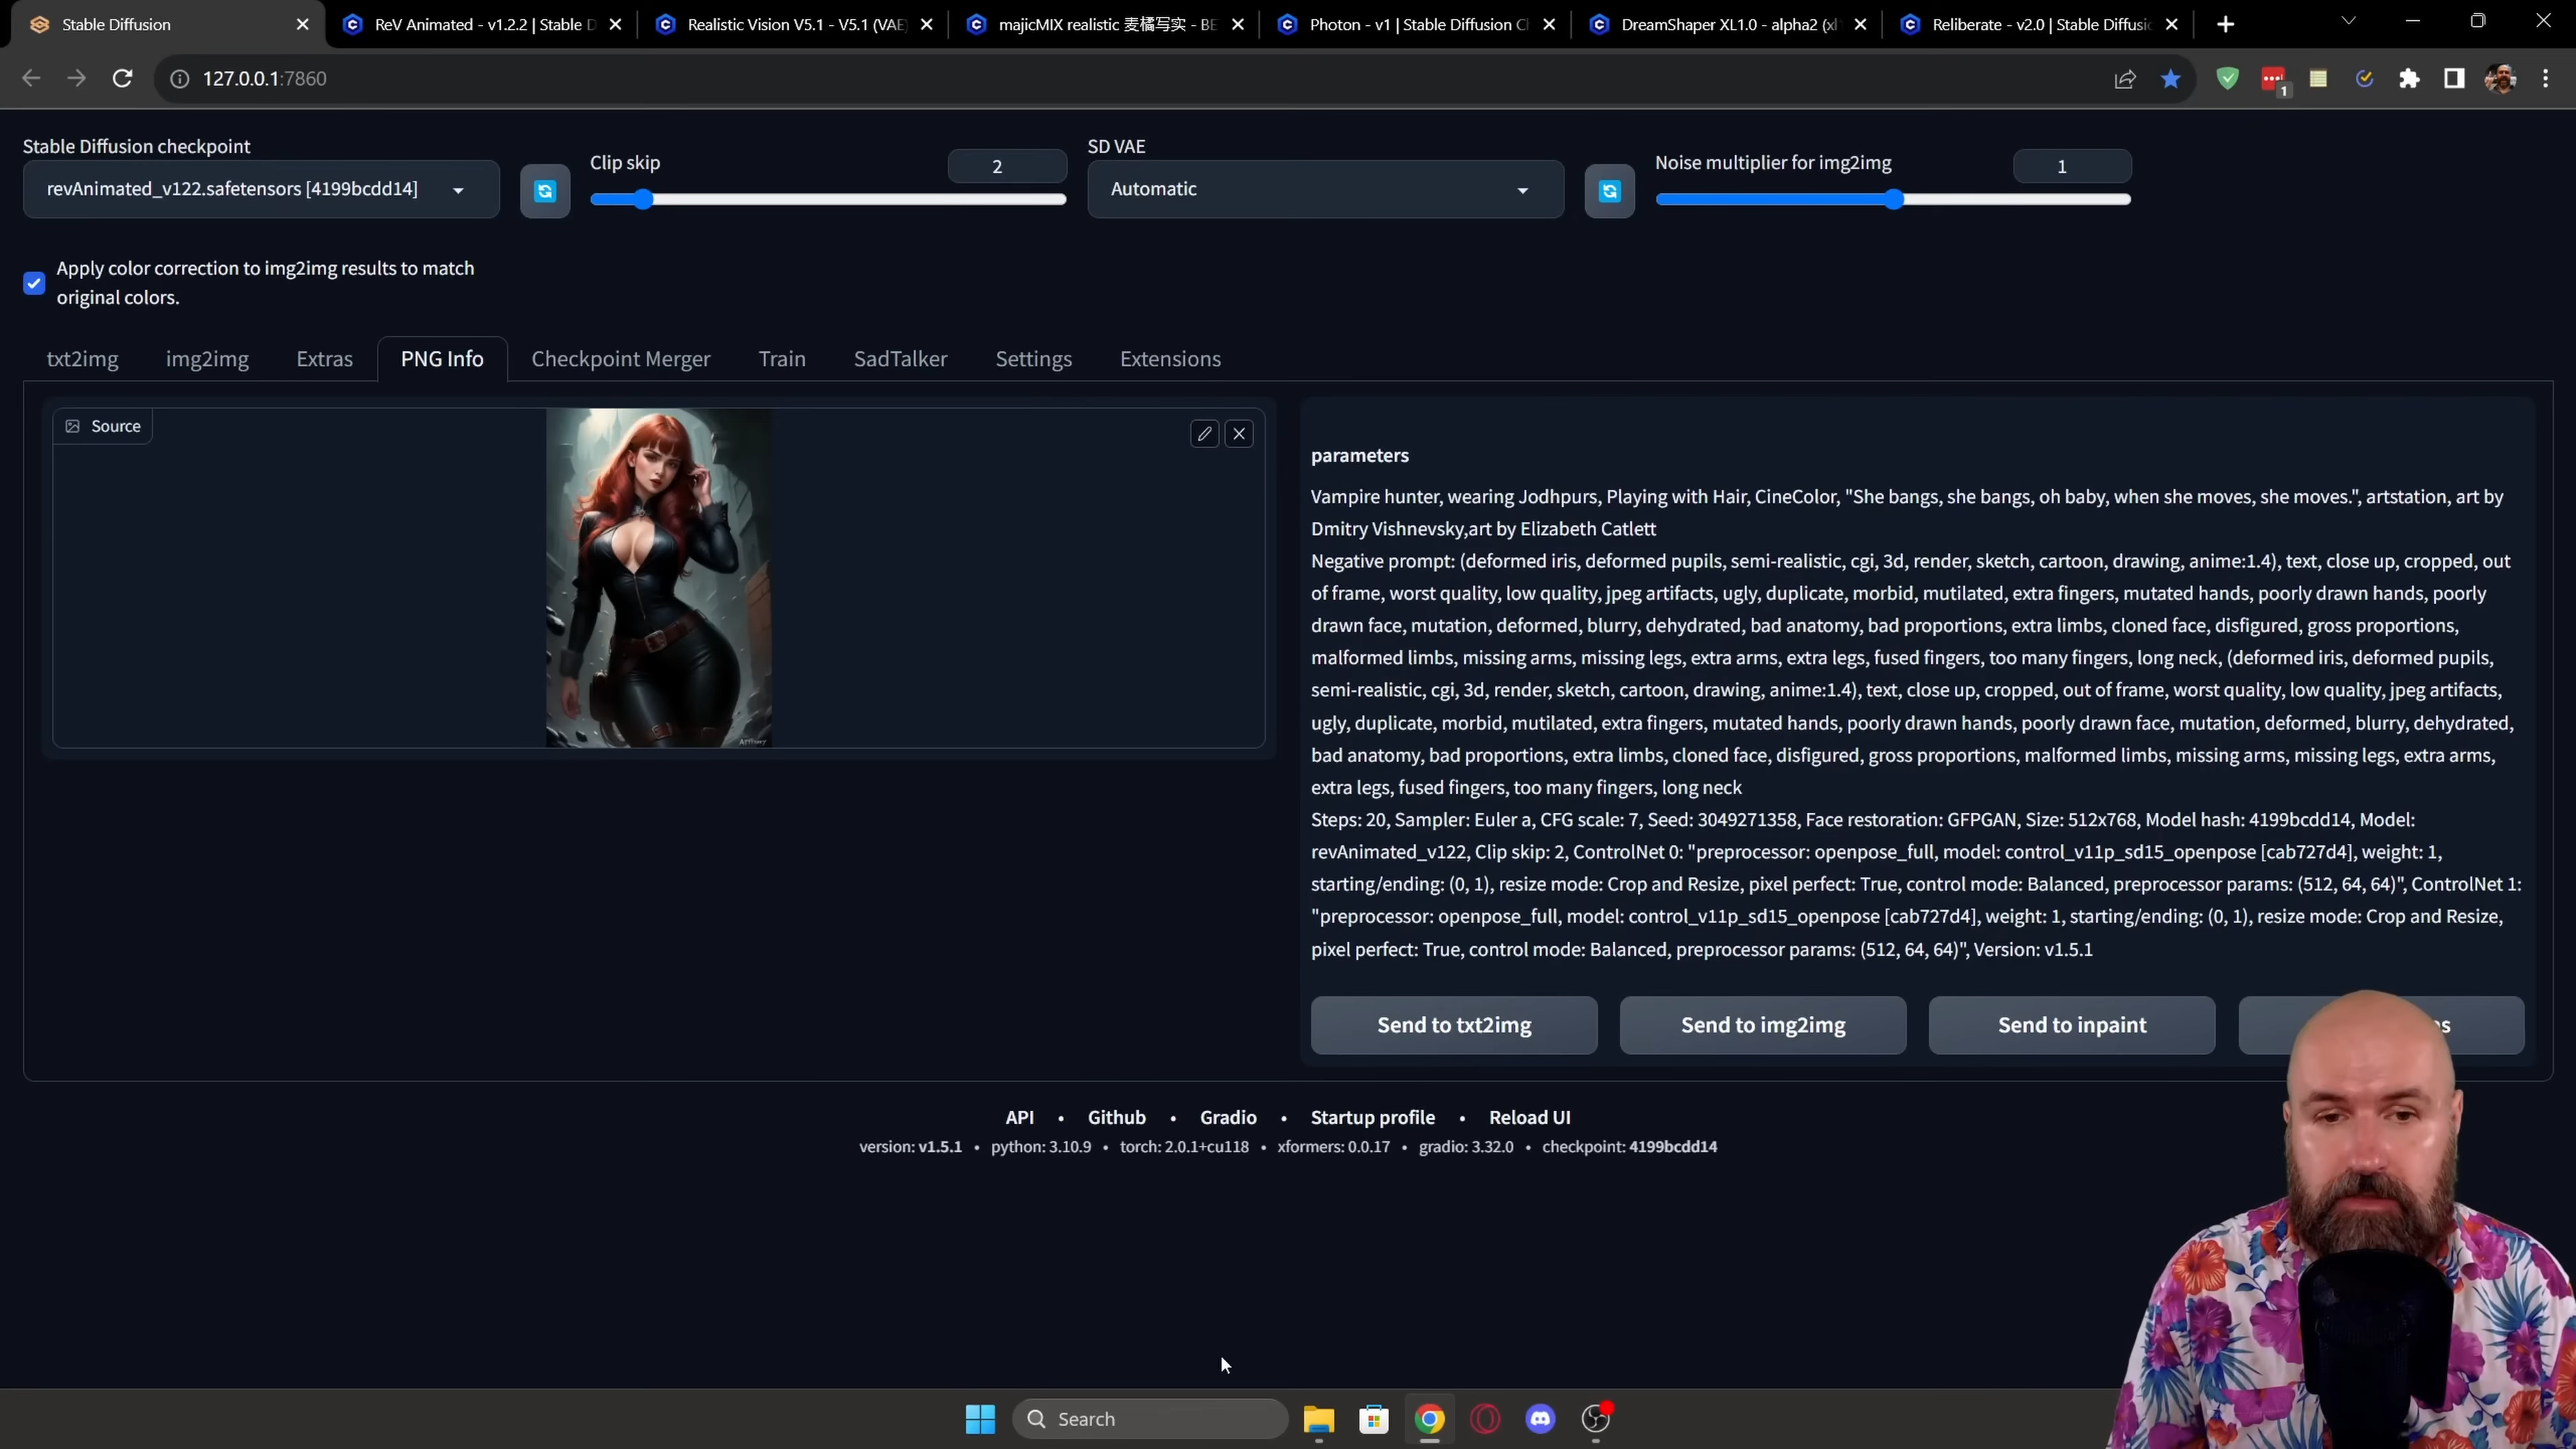 Stable Diffusion
ReV Animated - v1.2.2 | Stable D
Realistic Vision V5.1 - V5.1 (VAE)
majicMIX realistic 麦橘写实 - BE
Photon - v1 | Stable Diffusion Ch
DreamShaper XL1.0 - alpha2 (xl
Reliberate - v2.0 | Stable Diffusio
127.0.0.1:7860
1
Stable Diffusion checkpoint
revAnimated_v122.safetensors [4199bcdd14]
Clip skip
2
SD VAE
Automatic
Noise multiplier for img2img
1
Apply color correction to img2img results to match
original colors.
txt2img
img2img
Extras
PNG Info
Checkpoint Merger
Train
SadTalker
Settings
Extensions
Source
parameters
Vampire hunter, wearing Jodhpurs, Playing with Hair, CineColor, "She bangs, she bangs, oh baby, when she moves, she moves.", artstation, art by
Dmitry Vishnevsky,art by Elizabeth Catlett
Negative prompt: (deformed iris, deformed pupils, semi-realistic, cgi, 3d, render, sketch, cartoon, drawing, anime:1.4), text, close up, cropped, out
of frame, worst quality, low quality, jpeg artifacts, ugly, duplicate, morbid, mutilated, extra fingers, mutated hands, poorly drawn hands, poorly
drawn face, mutation, deformed, blurry, dehydrated, bad anatomy, bad proportions, extra limbs, cloned face, disfigured, gross proportions,
malformed limbs, missing arms, missing legs, extra arms, extra legs, fused fingers, too many fingers, long neck, (deformed iris, deformed pupils,
semi-realistic, cgi, 3d, render, sketch, cartoon, drawing, anime:1.4), text, close up, cropped, out of frame, worst quality, low quality, jpeg artifacts,
ugly, duplicate, morbid, mutilated, extra fingers, mutated hands, poorly drawn hands, poorly drawn face, mutation, deformed, blurry, dehydrated,
bad anatomy, bad proportions, extra limbs, cloned face, disfigured, gross proportions, malformed limbs, missing arms, missing legs, extra arms,
extra legs, fused fingers, too many fingers, long neck
Steps: 20, Sampler: Euler a, CFG scale: 7, Seed: 3049271358, Face restoration: GFPGAN, Size: 512x768, Model hash: 4199bcdd14, Model:
revAnimated_v122, Clip skip: 2, ControlNet 0: "preprocessor: openpose_full, model: control_v11p_sd15_openpose [cab727d4], weight: 1,
starting/ending: (0, 1), resize mode: Crop and Resize, pixel perfect: True, control mode: Balanced, preprocessor params: (512, 64, 64)", ControlNet 1:
"preprocessor: openpose_full, model: control_v11p_sd15_openpose [cab727d4], weight: 1, starting/ending: (0, 1), resize mode: Crop and Resize,
pixel perfect: True, control mode: Balanced, preprocessor params: (512, 64, 64)", Version: v1.5.1
Send to txt2img
Send to img2img
Send to inpaint
API • Github • Gradio • Startup profile • Reload UI
version: v1.5.1 • python: 3.10.9 • torch: 2.0.1+cu118 • xformers: 0.0.17 • gradio: 3.32.0 • checkpoint: 4199bcdd14
Search